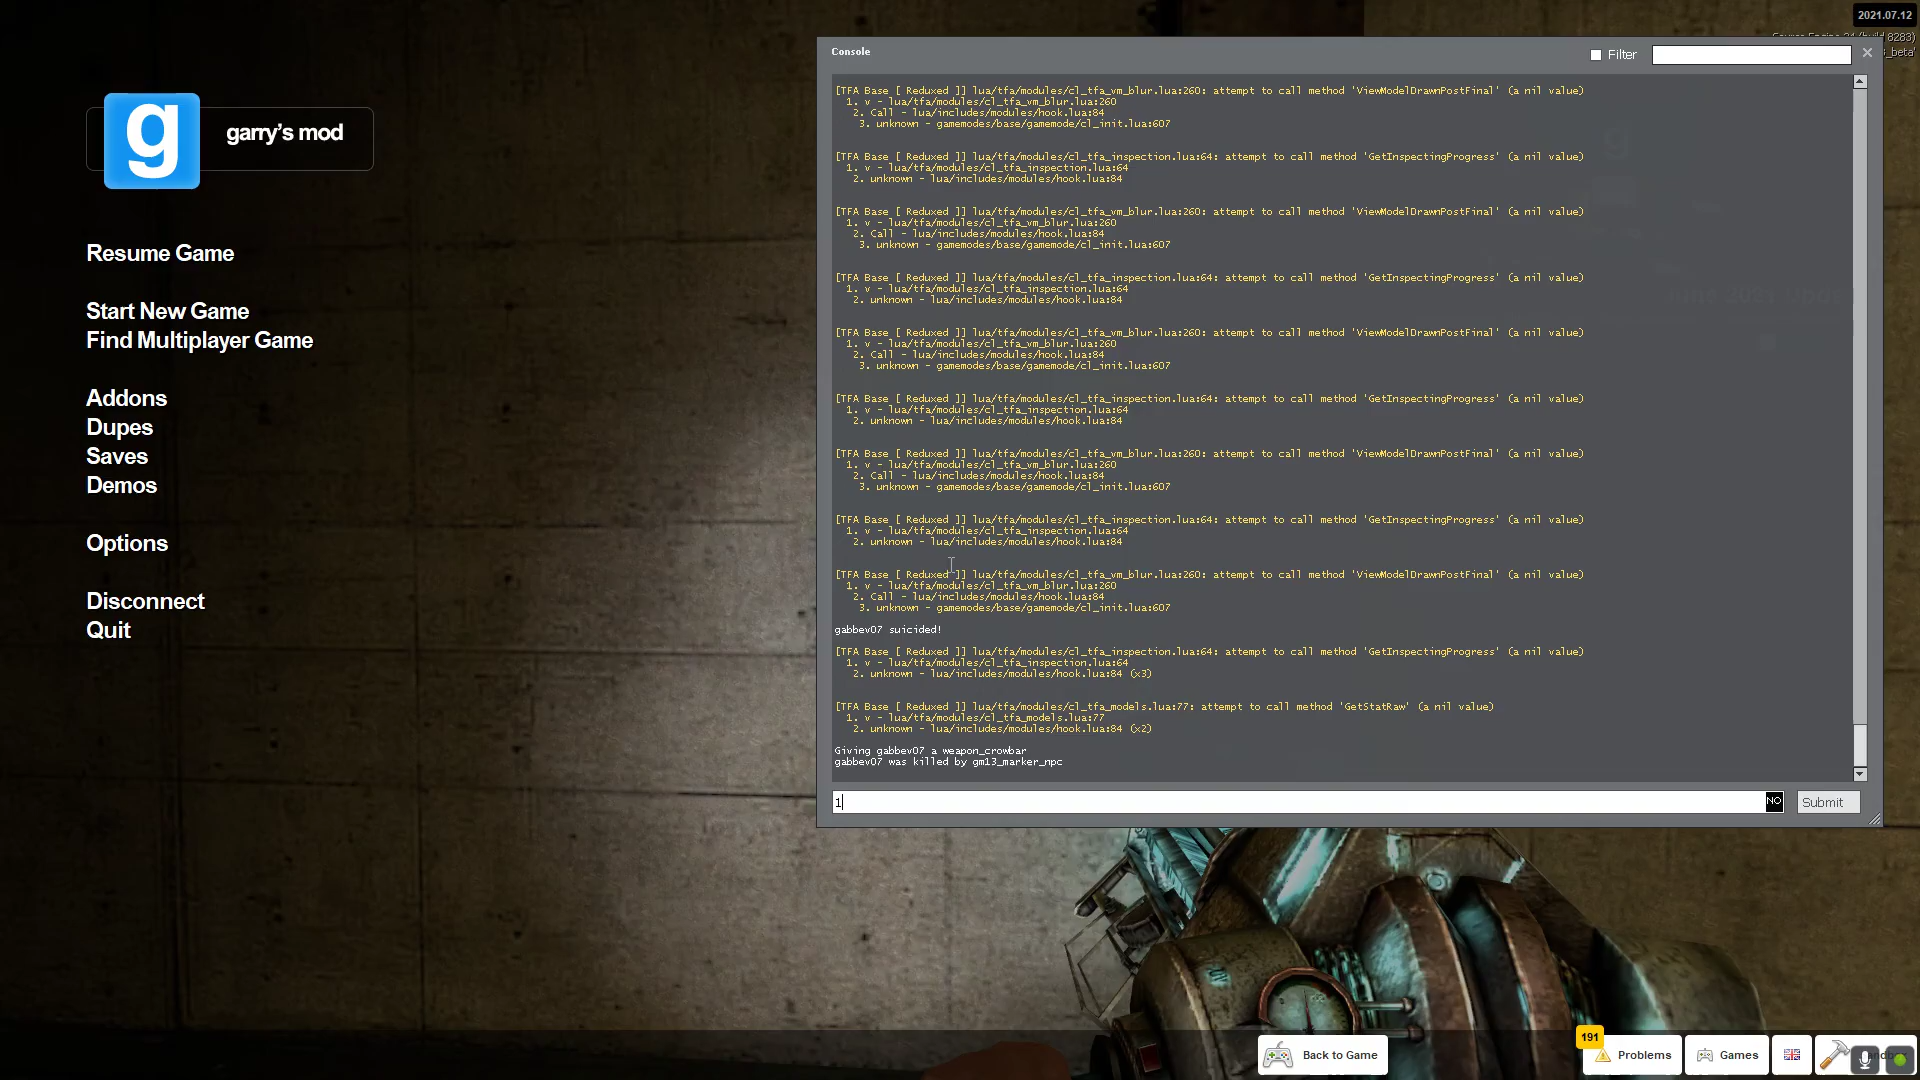 2021.07.12
g
garry's mod
Resume Game
Start New Game
Find Multiplayer Game
Addons
Dupes
Saves
Demos
Options
Disconnect
Quit
Console
Filter
[TFA Base [ Reduxed ]] lua/tfa/modules/cl_tfa_vm_blur.lua:260: attempt to call method 'ViewModelDrawnPostFinal' (a nil value)
1. v - lua/tfa/modules/cl_tfa_vm_blur.lua:260
2. Call - lua/includes/modules/hook.lua:84
3. unknown - gamemodes/base/gamemode/cl_init.lua:607
[TFA Base [ Reduxed ]] lua/tfa/modules/cl_tfa_inspection.lua:64: attempt to call method 'GetInspectingProgress' (a nil value)
1. v - lua/tfa/modules/cl_tfa_inspection.lua:64
2. unknown - lua/includes/modules/hook.lua:84
[TFA Base [ Reduxed ]] lua/tfa/modules/cl_tfa_vm_blur.lua:260: attempt to call method 'ViewModelDrawnPostFinal' (a nil value)
1. v - lua/tfa/modules/cl_tfa_vm_blur.lua:260
2. Call - lua/includes/modules/hook.lua:84
3. unknown - gamemodes/base/gamemode/cl_init.lua:607
[TFA Base [ Reduxed ]] lua/tfa/modules/cl_tfa_inspection.lua:64: attempt to call method 'GetInspectingProgress' (a nil value)
1. v - lua/tfa/modules/cl_tfa_inspection.lua:64
2. unknown - lua/includes/modules/hook.lua:84
[TFA Base [ Reduxed ]] lua/tfa/modules/cl_tfa_vm_blur.lua:260: attempt to call method 'ViewModelDrawnPostFinal' (a nil value)
1. v - lua/tfa/modules/cl_tfa_vm_blur.lua:260
2. Call - lua/includes/modules/hook.lua:84
3. unknown - gamemodes/base/gamemode/cl_init.lua:607
[TFA Base [ Reduxed ]] lua/tfa/modules/cl_tfa_inspection.lua:64: attempt to call method 'GetInspectingProgress' (a nil value)
1. v - lua/tfa/modules/cl_tfa_inspection.lua:64
2. unknown - lua/includes/modules/hook.lua:84
[TFA Base [ Reduxed ]] lua/tfa/modules/cl_tfa_vm_blur.lua:260: attempt to call method 'ViewModelDrawnPostFinal' (a nil value)
1. v - lua/tfa/modules/cl_tfa_vm_blur.lua:260
2. Call - lua/includes/modules/hook.lua:84
3. unknown - gamemodes/base/gamemode/cl_init.lua:607
[TFA Base [ Reduxed ]] lua/tfa/modules/cl_tfa_inspection.lua:64: attempt to call method 'GetInspectingProgress' (a nil value)
1. v - lua/tfa/modules/cl_tfa_inspection.lua:64
2. unknown - lua/includes/modules/hook.lua:84
[TFA Base [ Reduxed ]] lua/tfa/modules/cl_tfa_vm_blur.lua:260: attempt to call method 'ViewModelDrawnPostFinal' (a nil value)
1. v - lua/tfa/modules/cl_tfa_vm_blur.lua:260
2. Call - lua/includes/modules/hook.lua:84
3. unknown - gamemodes/base/gamemode/cl_init.lua:607
gabbev07 suicided!
[TFA Base [ Reduxed ]] lua/tfa/modules/cl_tfa_inspection.lua:64: attempt to call method 'GetInspectingProgress' (a nil value)
1. v - lua/tfa/modules/cl_tfa_inspection.lua:64
2. unknown - lua/includes/modules/hook.lua:84 (x3)
[TFA Base [ Reduxed ]] lua/tfa/modules/cl_tfa_models.lua:77: attempt to call method 'GetStatRaw' (a nil value)
1. v - lua/tfa/modules/cl_tfa_models.lua:77
2. unknown - lua/includes/modules/hook.lua:84 (x2)
Giving gabbev07 a weapon_crowbar
gabbev07 was killed by gm13_marker_npc
1
NO
Submit
191
Back to Game
Problems
Games